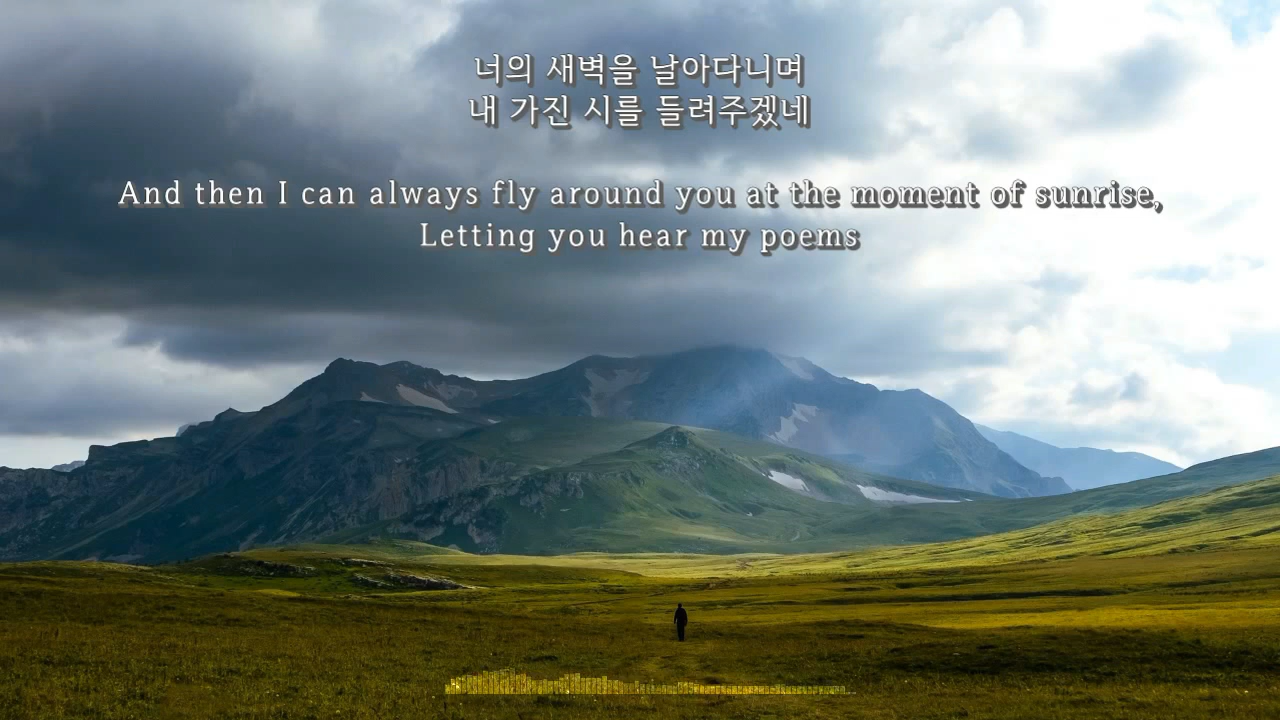 너의 새벽을 날아다니며
내 가진 시를 들려주겠네
And then I can always fly around you at the moment of sunrise,
Letting you hear my poems